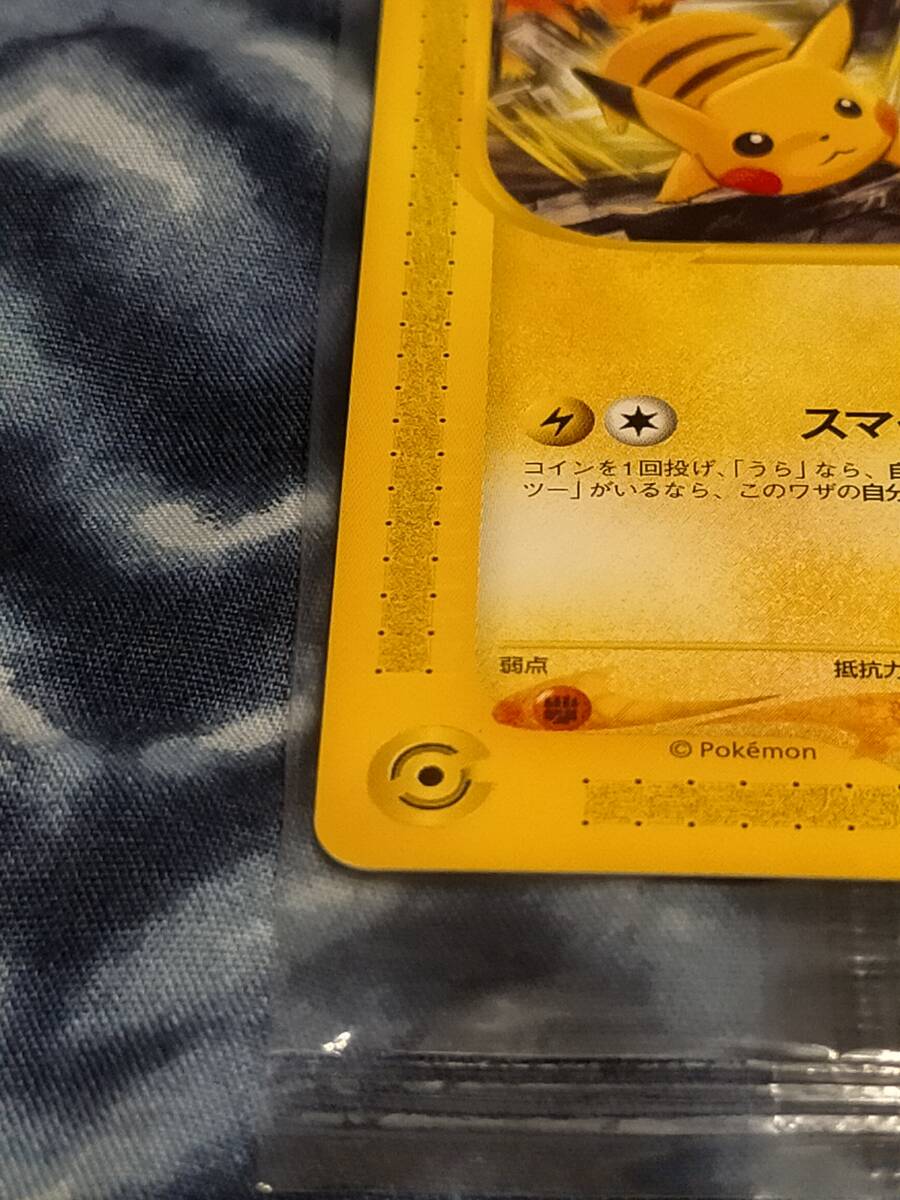 スマッ
コインを1回投げ、「うら」なら、自
ツー」がいるなら、このワザの自分
弱点 抵抗力
© Pokémon